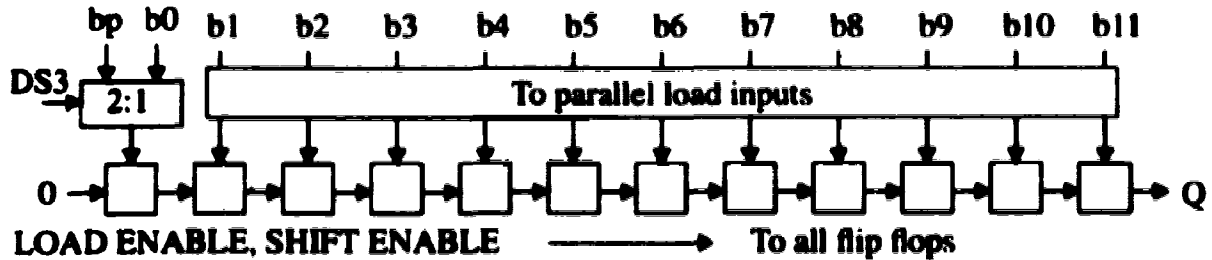 bp b0 b1 b2 b3 b4 b5 b6 b7 b8 b9 b10 b11
DS3 2:1 To parallel load inputs
0 Q
LOAD ENABLE, SHIFT ENABLE To all flip flops